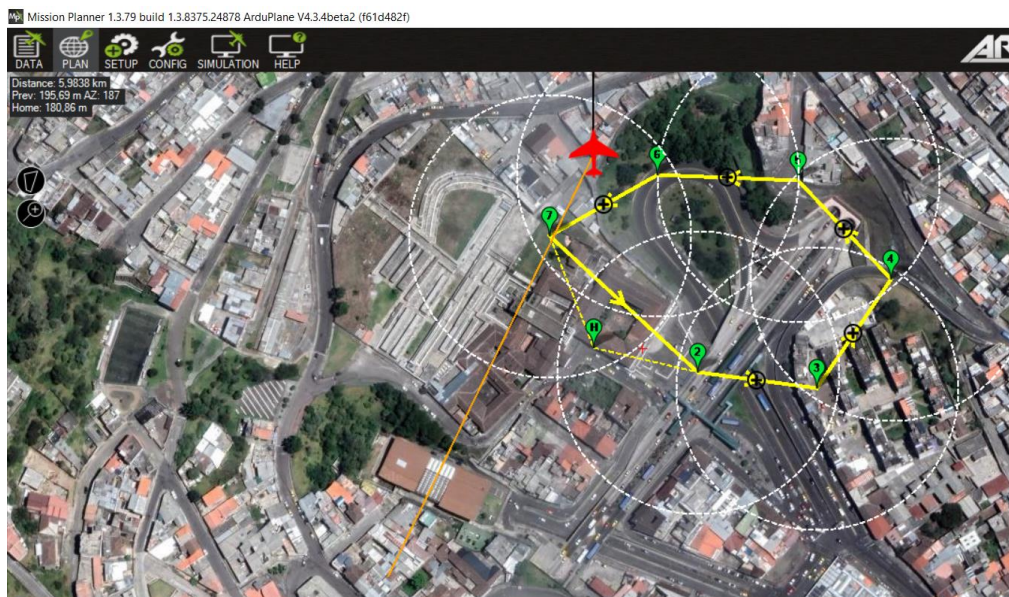 Mission Planner 1.3.79 build 1.3.8375.24878 ArduPlane V4.3.4beta2 (f61d482f)
DATA PLAN SETUP CONFIG SIMULATION HELP
AR
Distance: 5,9838 km
Prev: 195,69 m AZ: 187
Home: 180,86 m
6
7
4
H
2
3